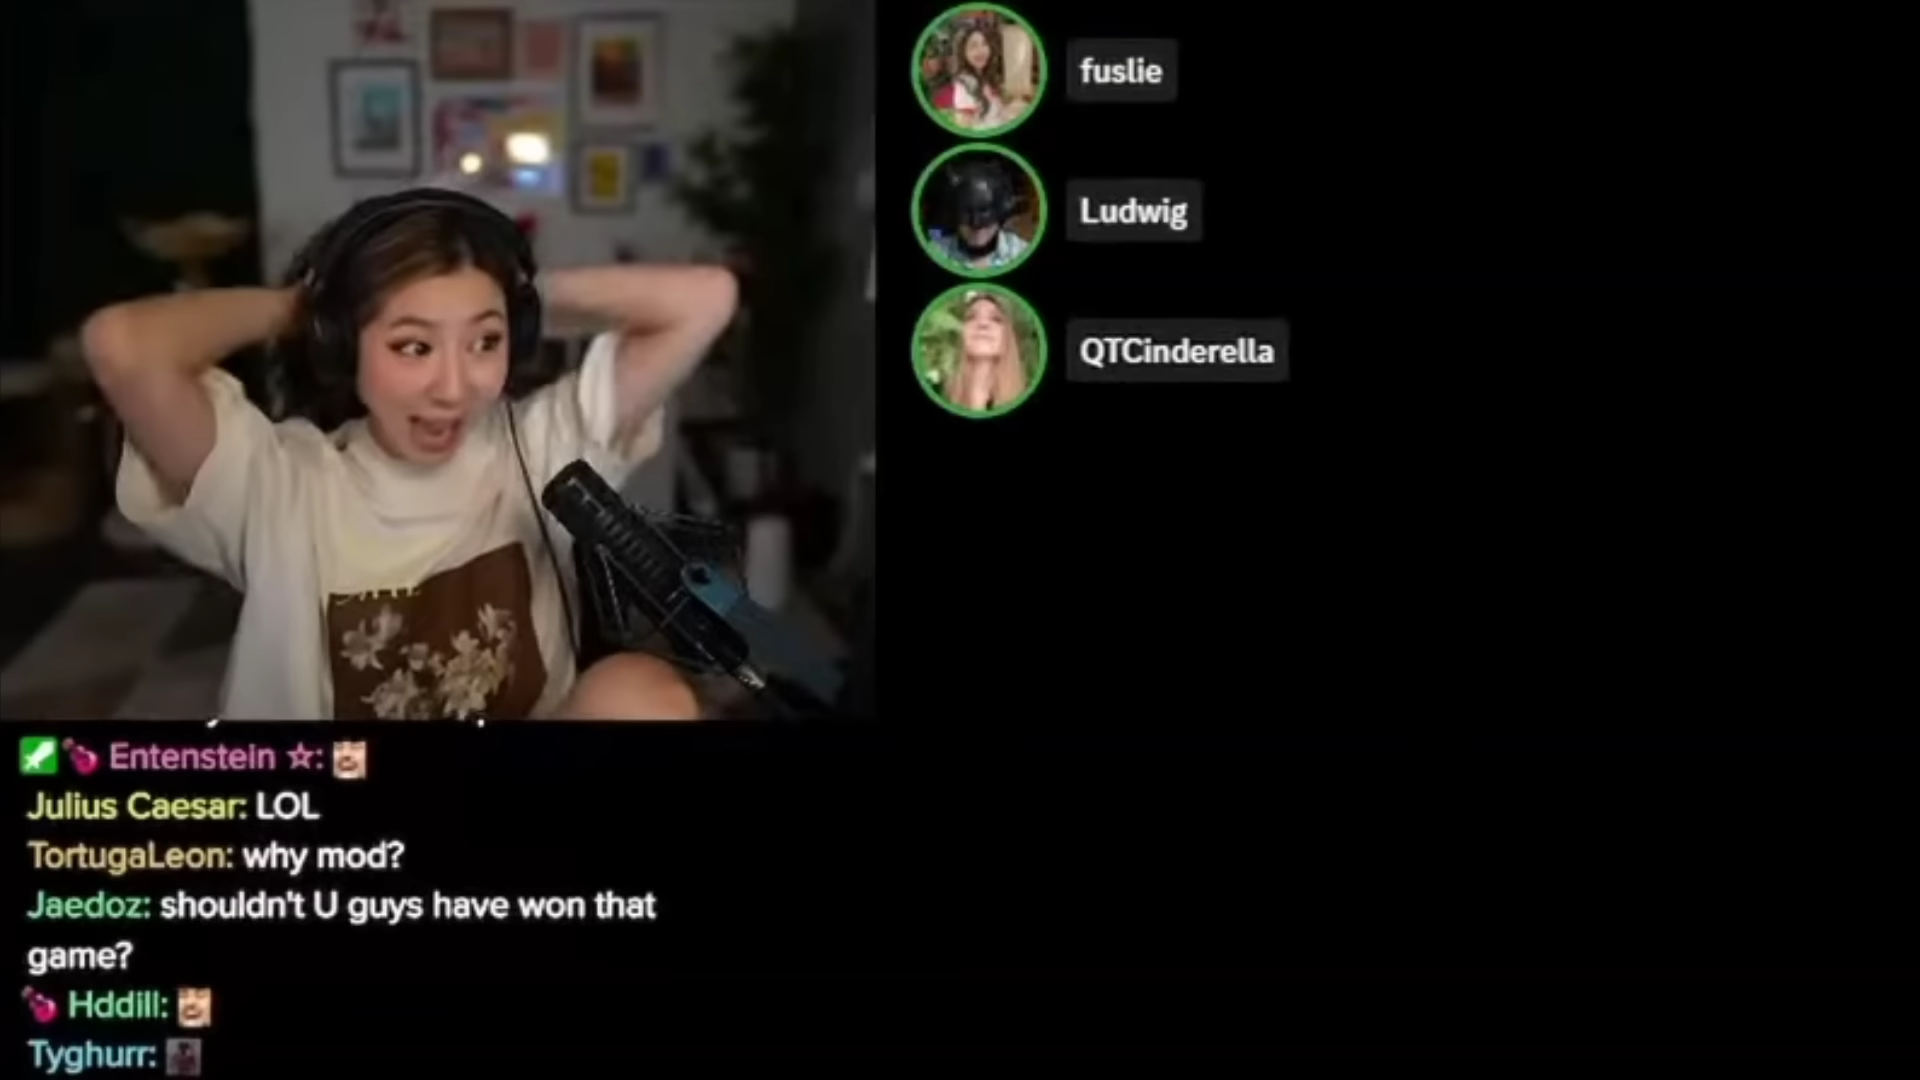 fuslie
Ludwig
QTCinderella
Entenstein ☆:
Julius Caesar: LOL
TortugaLeon: why mod?
Jaedoz: shouldn't U guys have won that
game?
Hddill:
Tyghurr: